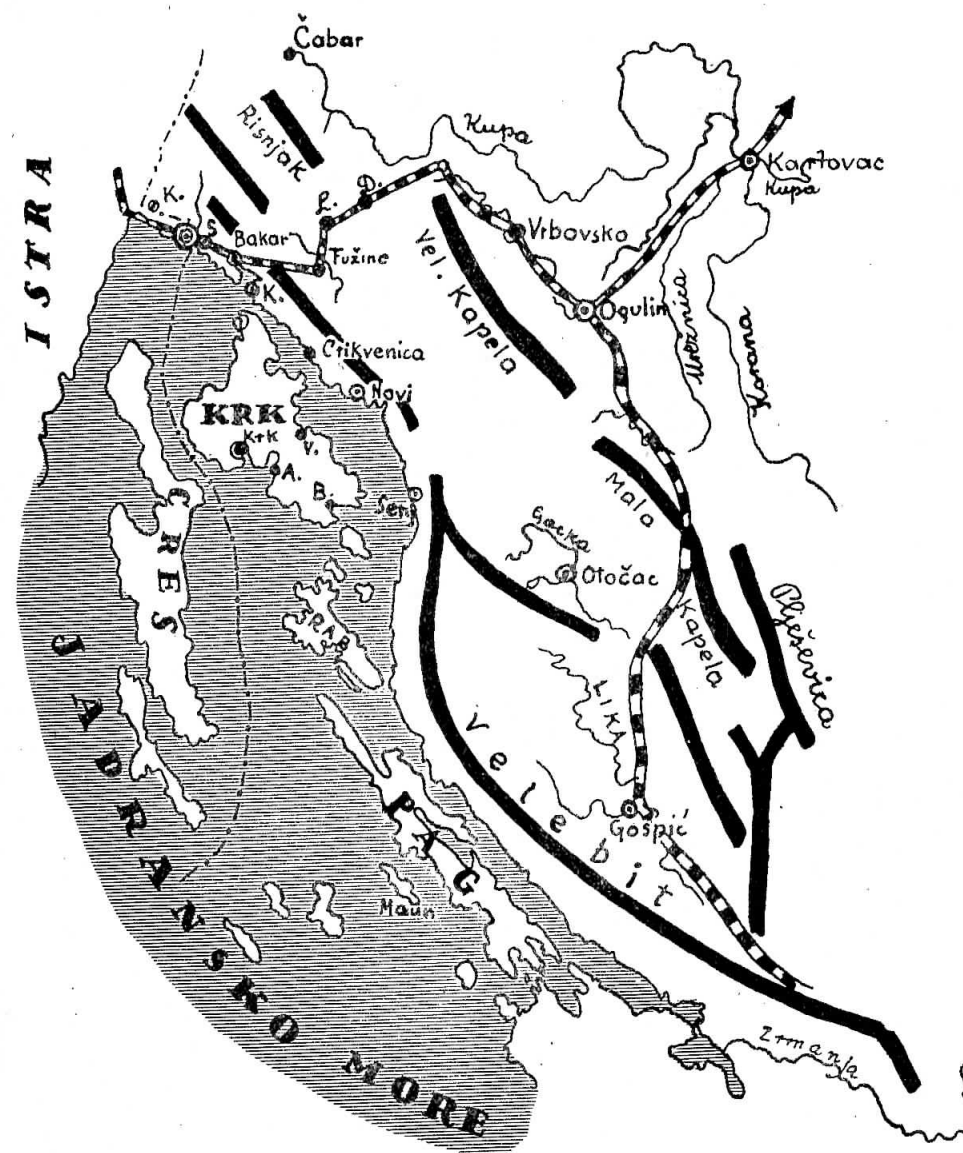 Čabar
Risnjak
Kupa
Karlovac
Kupa
ISTRA
K.
S.
Bakar
L.
D.
Fužine
Vrbovsko
Vel. Kapela
Ogulin
Mrežnica
Korana
K.
Crikvenica
Novi
KRK
Krk
V.
A.
B.
Senj
CRES
Mala
Kapela
Gacka
Otočac
Plješevica
RAB
LIKA
Velebit
Gospić
PAG
Maun
JADRANSKO MORE
Zrmanja